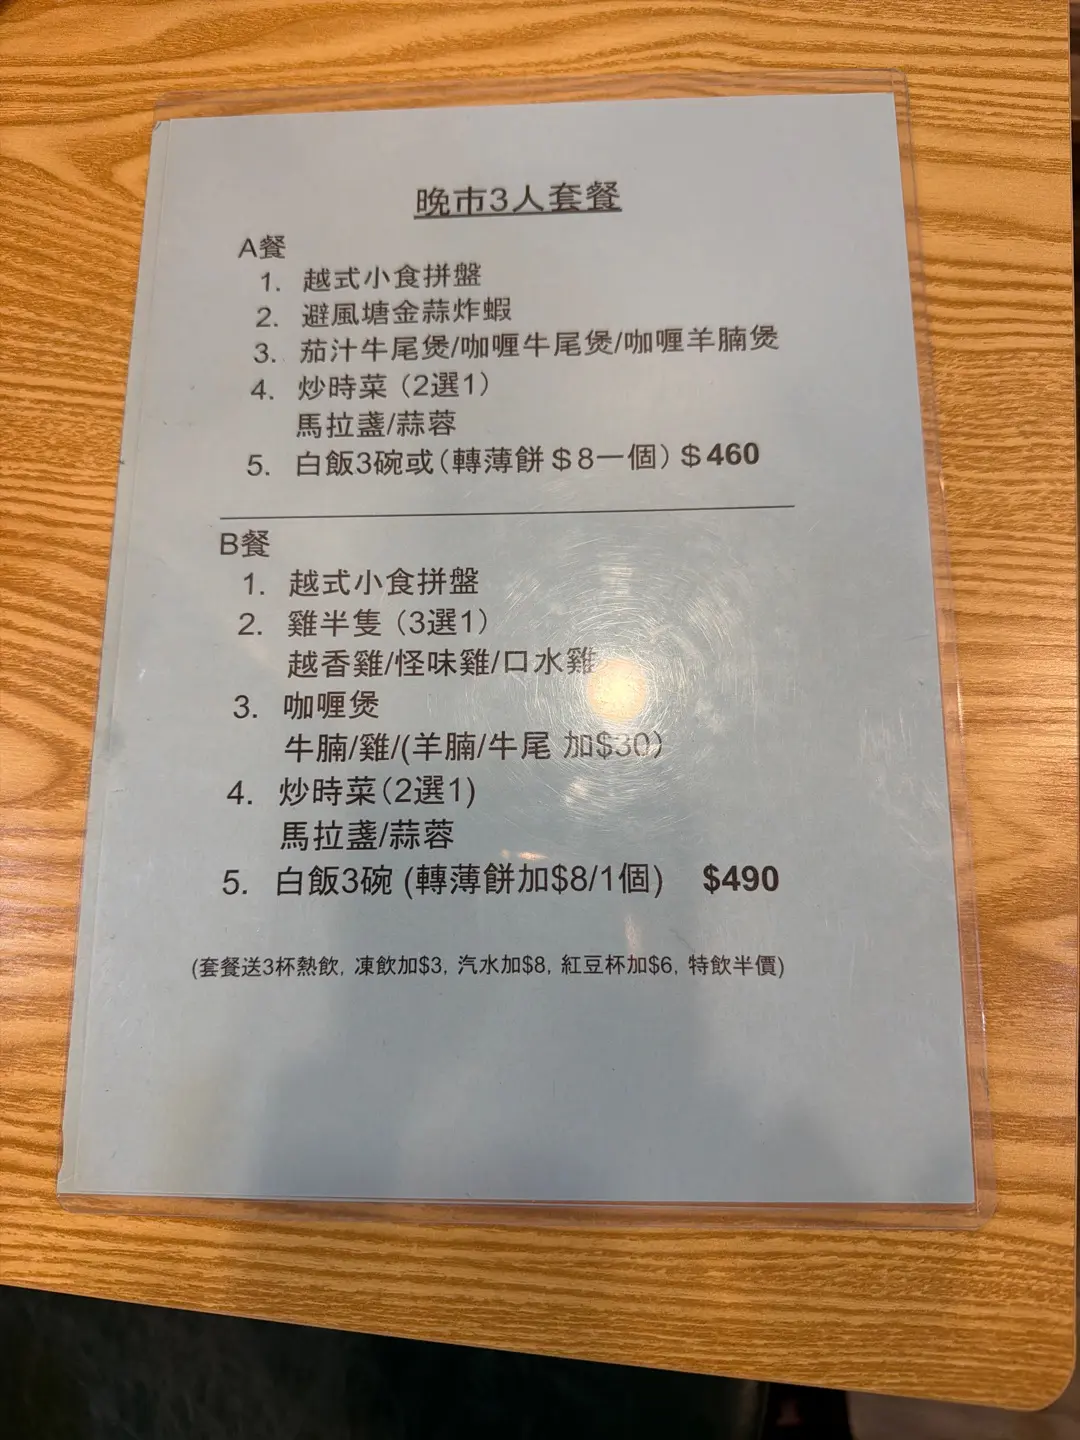 晚市3人套餐
A餐
1. 越式小食拼盤
2. 避風塘金蒜炸蝦
3. 茄汁牛尾煲/咖喱牛尾煲/咖喱羊腩煲
4. 炒時菜（2選1）
馬拉盞/蒜蓉
5. 白飯3碗或（轉薄餅＄8一個）＄460
B餐
1. 越式小食拼盤
2. 雞半隻（3選1）
越香雞/怪味雞/口水雞
3. 咖喱煲
牛腩/雞/(羊腩/牛尾 加$30）
4. 炒時菜（2選1)
馬拉盞/蒜蓉
5. 白飯3碗 (轉薄餅加$8/1個) $490
(套餐送3杯熱飲, 凍飲加$3, 汽水加$8, 紅豆杯加$6, 特飲半價)